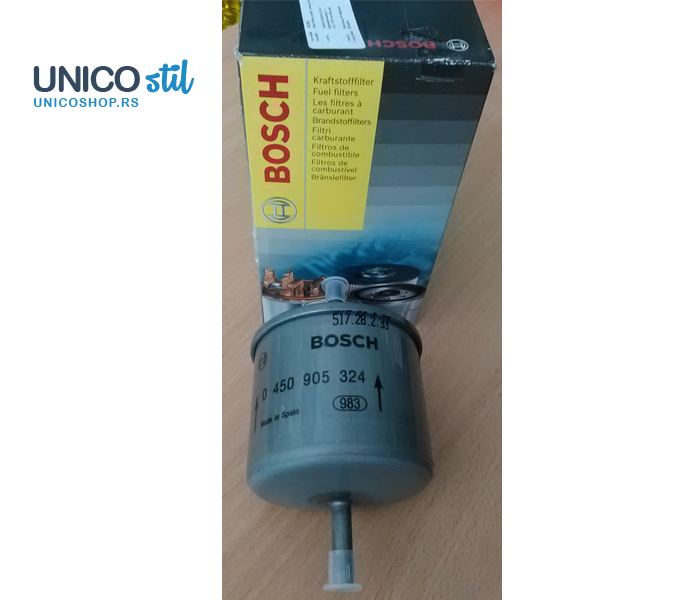 UNICO stil
UNICOSHOP.RS
BOSCH
BOSCH
Kraftstofffilter
Fuel filters
Les filtres à
carburant
Brandstoffilters
Filtri
carburante
Filtros de
combustible
Filtros de
combustível
Bränslefilter
517.28.2.33
BOSCH
0 450 905 324
983
Made in Spain